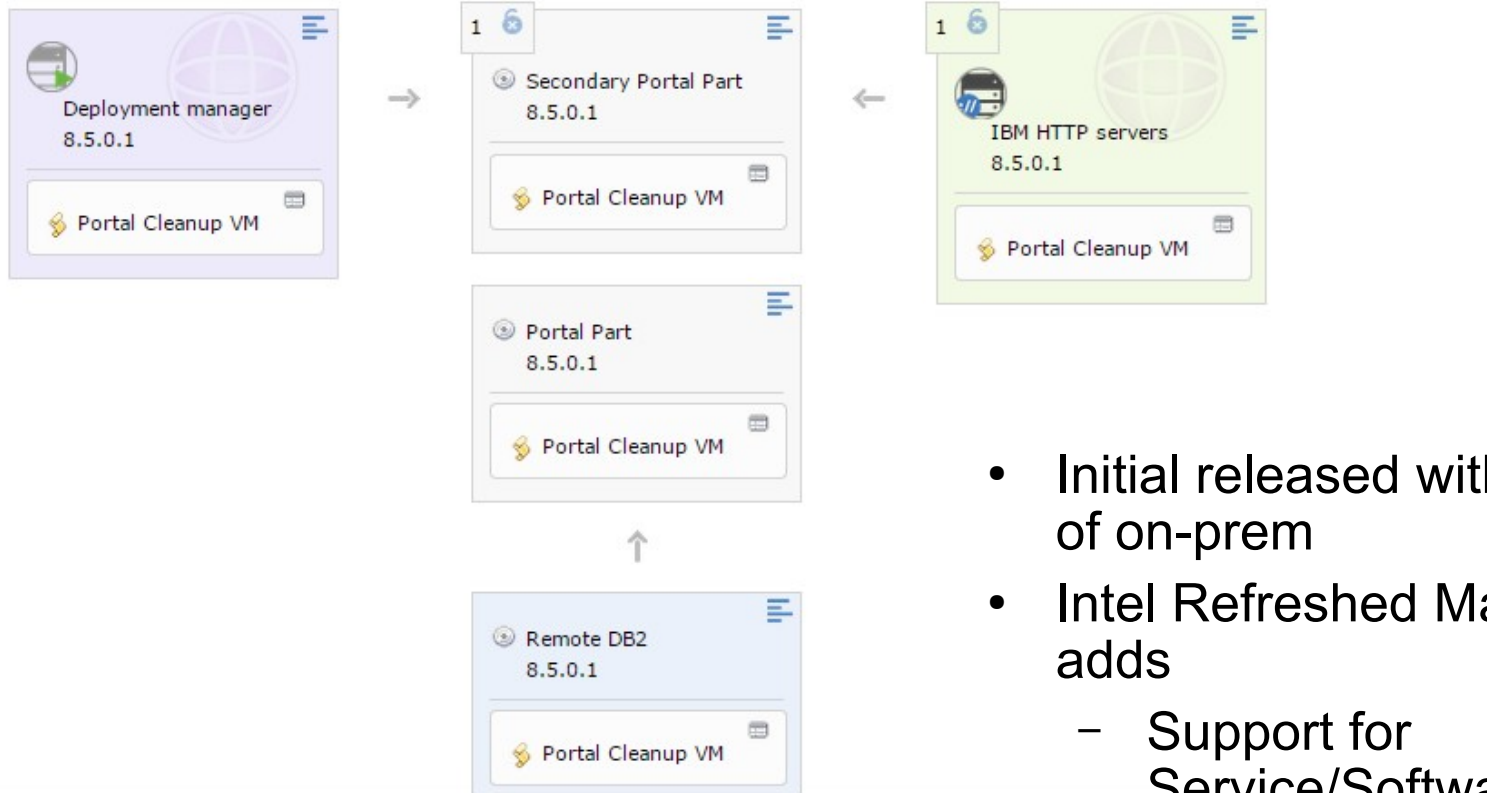 Deployment manager
8.5.0.1
Portal Cleanup VM
1
Secondary Portal Part
8.5.0.1
Portal Cleanup VM
1
IBM HTTP servers
8.5.0.1
Portal Cleanup VM
Portal Part
8.5.0.1
Portal Cleanup VM
Remote DB2
8.5.0.1
Portal Cleanup VM
• Initial released
of on-prem
• Intel Refreshed
adds
– Support for